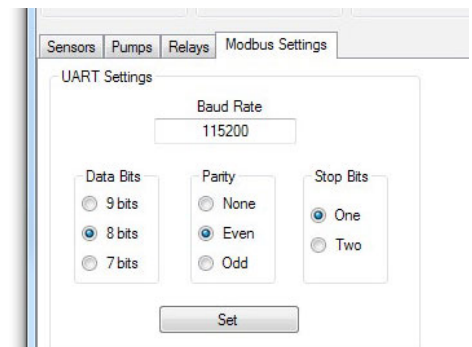 Sensors Pumps Relays Modbus Settings
UART Settings
Baud Rate
115200
Data Bits
9 bits
8 bits
7 bits
Parity
None
Even
Odd
Stop Bits
One
Two
Set